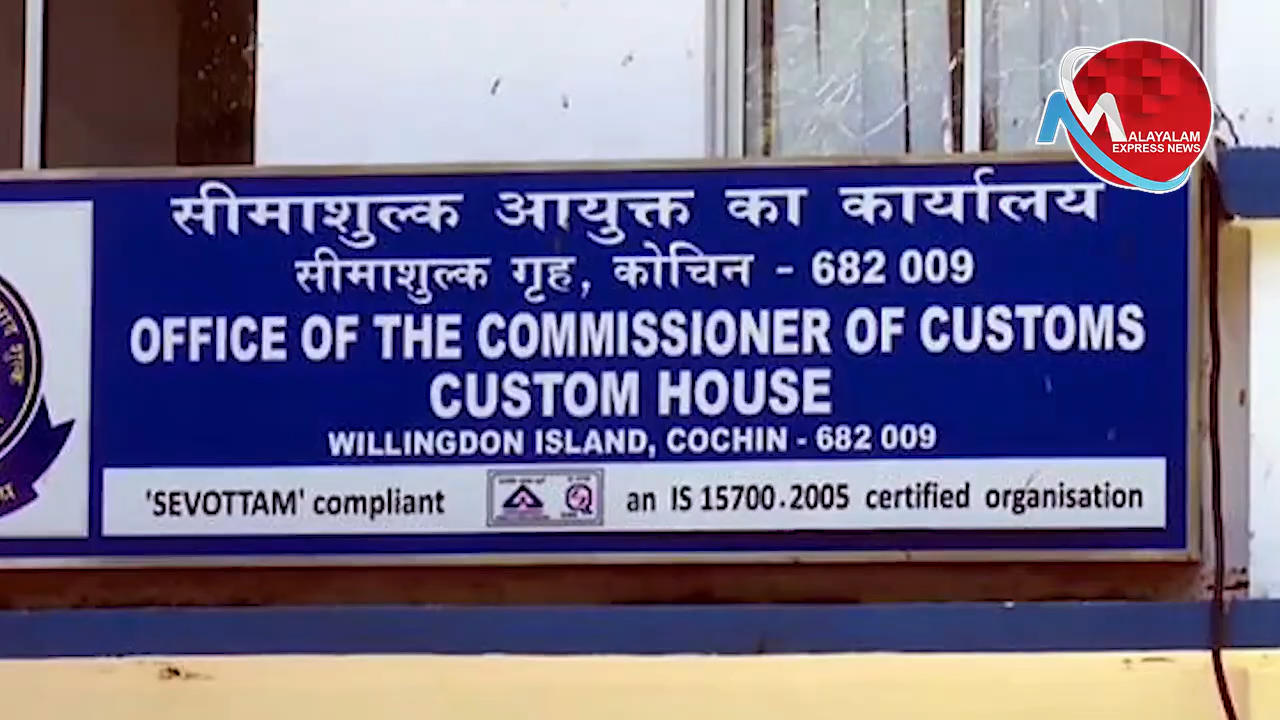 MALAYALAM
EXPRESS NEWS
सीमाशुल्क आयुक्त का कार्यालय
सीमाशुल्क गृह, कोचिन - 682 009
OFFICE OF THE COMMISSIONER OF CUSTOMS
CUSTOM HOUSE
WILLINGDON ISLAND, COCHIN - 682 009
'SEVOTTAM' compliant an IS 15700.2005 certified organisation